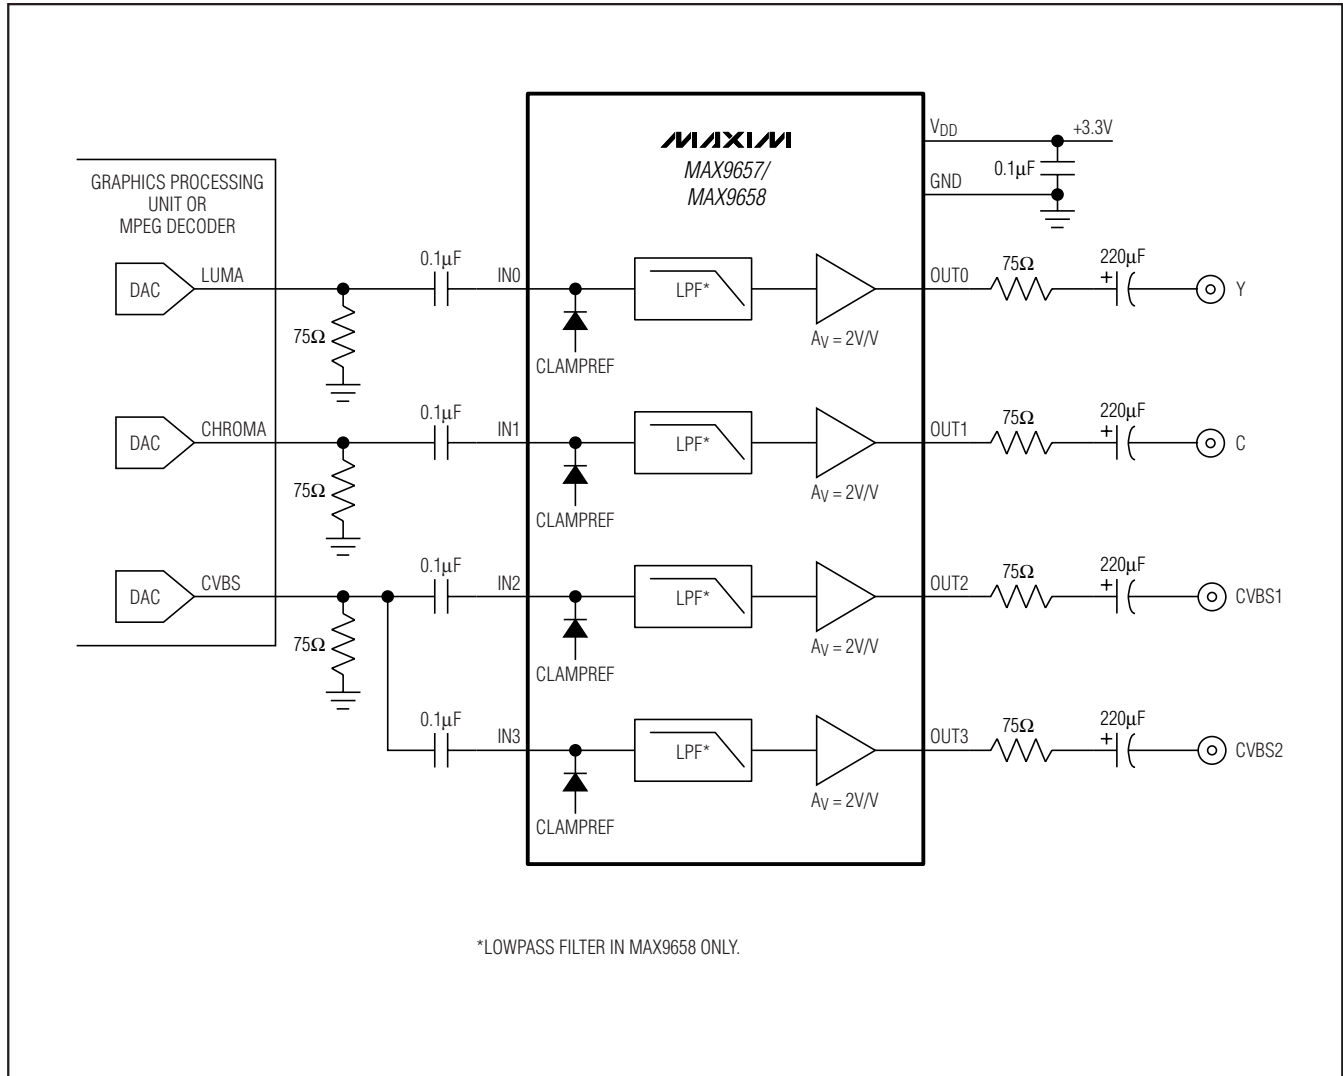 MAXIM
MAX9657/
MAX9658
VDD
+3.3V
0.1µF
GND
GRAPHICS PROCESSING
UNIT OR
MPEG DECODER
DAC
LUMA
75Ω
0.1µF
IN0
CLAMPREF
LPF*
AV = 2V/V
OUT0
75Ω
220µF
+
Y
DAC
CHROMA
75Ω
0.1µF
IN1
CLAMPREF
LPF*
AV = 2V/V
OUT1
75Ω
220µF
+
C
DAC
CVBS
75Ω
0.1µF
IN2
CLAMPREF
LPF*
AV = 2V/V
OUT2
75Ω
220µF
+
CVBS1
0.1µF
IN3
CLAMPREF
LPF*
AV = 2V/V
OUT3
75Ω
220µF
+
CVBS2
*LOWPASS FILTER IN MAX9658 ONLY.